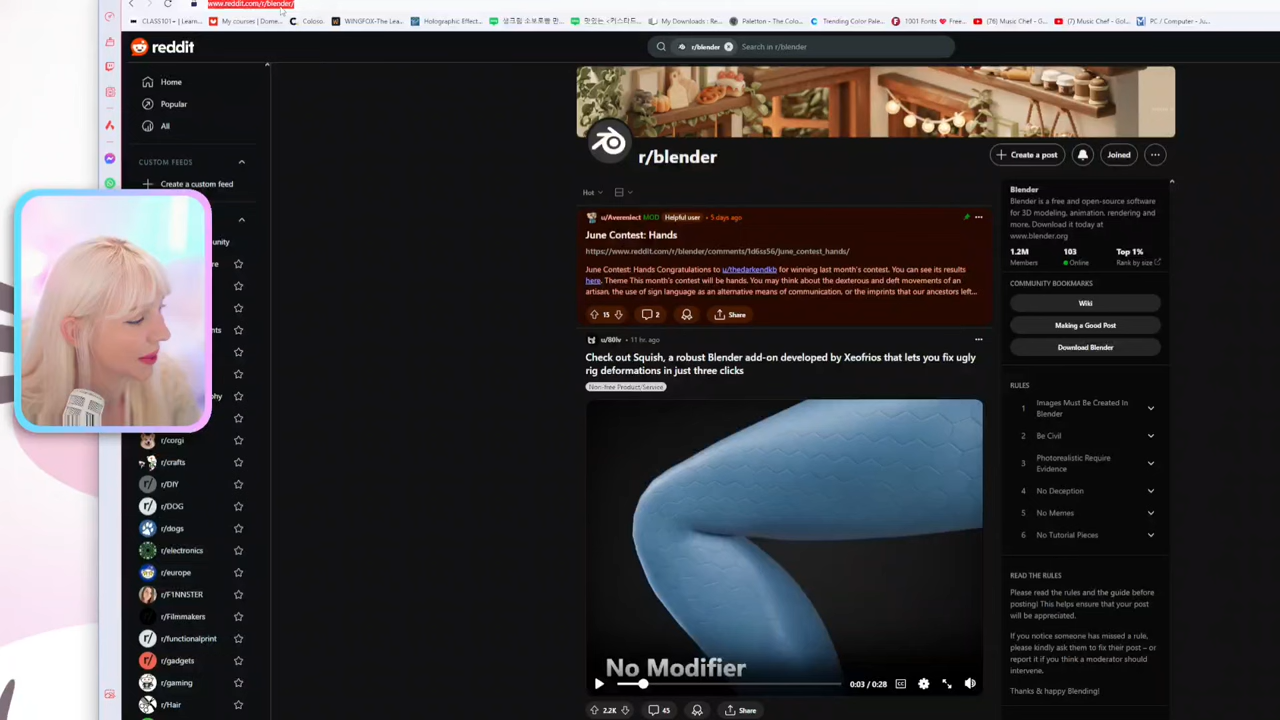 www.reddit.com/r/blender/
CLASS101+ | Learn...
My courses | Dome...
Coloso.
WINGFOX-The Lea...
Holographic Effect...
My Downloads : Re...
Paletton - The Colo...
Trending Color Pale...
1001 Fonts ❤ Free...
(76) Music Chef - G...
(77) Music Chef - G...
PC / Computer - Ju...
reddit
r/blender
Search in r/blender
Home
Popular
All
CUSTOM FEEDS
Create a custom feed
r/corgi
r/crafts
r/DIY
r/DOG
r/dogs
r/electronics
r/europe
r/F1NN5TER
r/Filmmakers
r/functionalprint
r/gadgets
r/gaming
r/Hair
r/blender
Create a post
Joined
Hot
u/Avereniect MOD Helpful user • 5 days ago
June Contest: Hands
https://www.reddit.com/r/blender/comments/1d6ss56/june_contest_hands/
June Contest: Hands Congratulations to u/thedarkendkb for winning last month's contest. You can see its results
here. Theme This month's contest will be hands. You may think about the dexterous and deft movements of an
artisan, the use of sign language as an alternative means of communication, or the imprints that our ancestors left...
15
2
Share
u/80lv • 11 hr. ago
Check out Squish, a robust Blender add-on developed by Xeofrios that lets you fix ugly
rig deformations in just three clicks
Non-free Product/Service
No Modifier
0:03 / 0:28
2.2K
43
Share
Blender
Blender is a free and open-source software
for 3D modeling, animation, rendering and
more. Download it today at
www.blender.org
1.2M
Members
103
Online
Top 1%
Rank by size
COMMUNITY BOOKMARKS
Wiki
Making a Good Post
Download Blender
RULES
1 Images Must Be Created In
Blender
2 Be Civil
3 Photorealistic Require
Evidence
4 No Deception
5 No Memes
6 No Tutorial Pieces
READ THE RULES
Please read the rules and the guide before
posting! This helps ensure that your post
will be appreciated.
If you notice someone has missed a rule,
please kindly ask them to fix their post – or
report it if you think a moderator should
intervene.
Thanks & happy Blending!